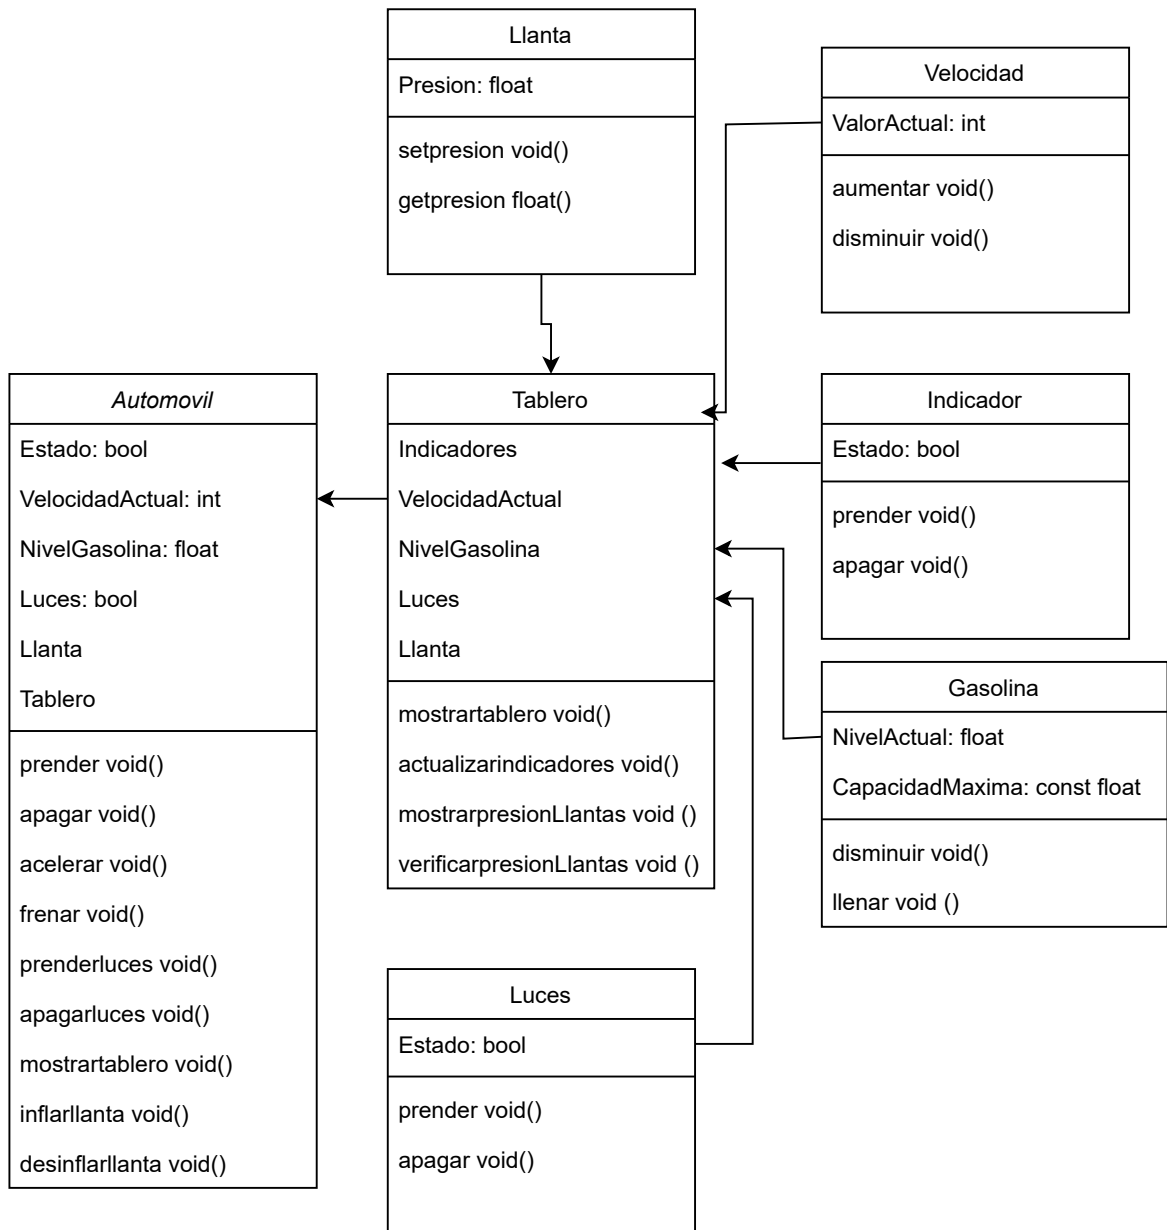 Llanta
Presion: float
setpresion void()
getpresion float()
Velocidad
ValorActual: int
aumentar void()
disminuir void()
Automovil
Estado: bool
VelocidadActual: int
NivelGasolina: float
Luces: bool
Llanta
Tablero
prender void()
apagar void()
acelerar void()
frenar void()
prenderluces void()
apagarluces void()
mostrartablero void()
inflarllanta void()
desinflarllanta void()
Tablero
Indicadores
VelocidadActual
NivelGasolina
Luces
Llanta
mostrartablero void()
actualizarindicadores void()
mostrarpresionLlantas void ()
verificarpresionLlantas void ()
Indicador
Estado: bool
prender void()
apagar void()
Gasolina
NivelActual: float
CapacidadMaxima: const float
disminuir void()
llenar void ()
Luces
Estado: bool
prender void()
apagar void()